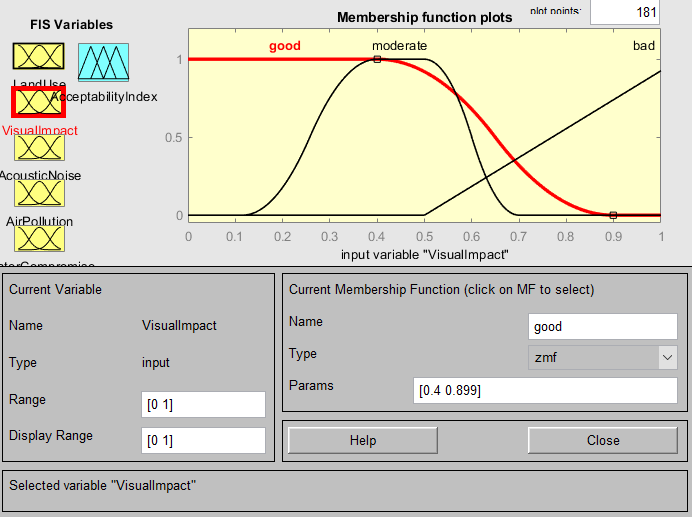 FIS Variables
LandUse
AcceptabilityIndex
VisualImpact
AcousticNoise
AirPollution
Membership function plots
plot points:
181
good
moderate
bad
1
0.5
0
0 0.1 0.2 0.3 0.4 0.5 0.6 0.7 0.8 0.9 1
input variable "VisualImpact"
Current Variable
Name VisualImpact
Type input
Range [0 1]
Display Range [0 1]
Current Membership Function (click on MF to select)
Name good
Type zmf
Params [0.4 0.899]
Help
Close
Selected variable "VisualImpact"